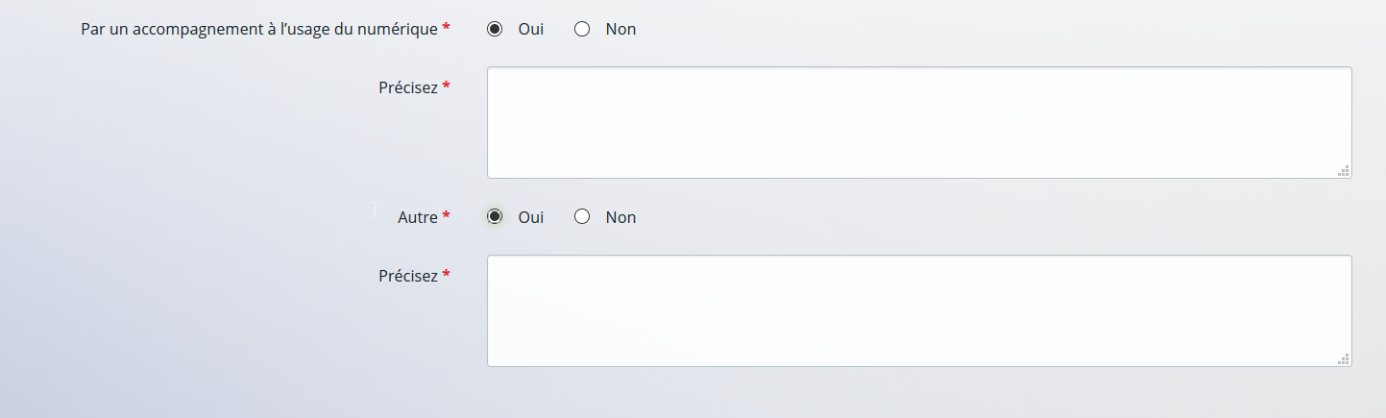 Par un accompagnement à l’usage du numérique * Oui Non
Précisez *
Autre * Oui Non
Précisez *